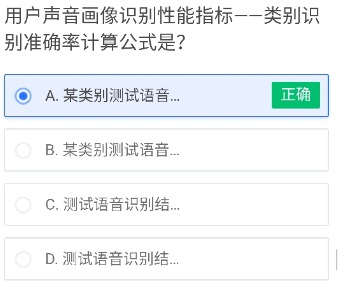 用户声音画像识别性能指标——类别识
别准确率计算公式是？
A. 某类别测试语音...
正确
B. 某类别测试语音...
C. 测试语音识别结...
D. 测试语音识别结...